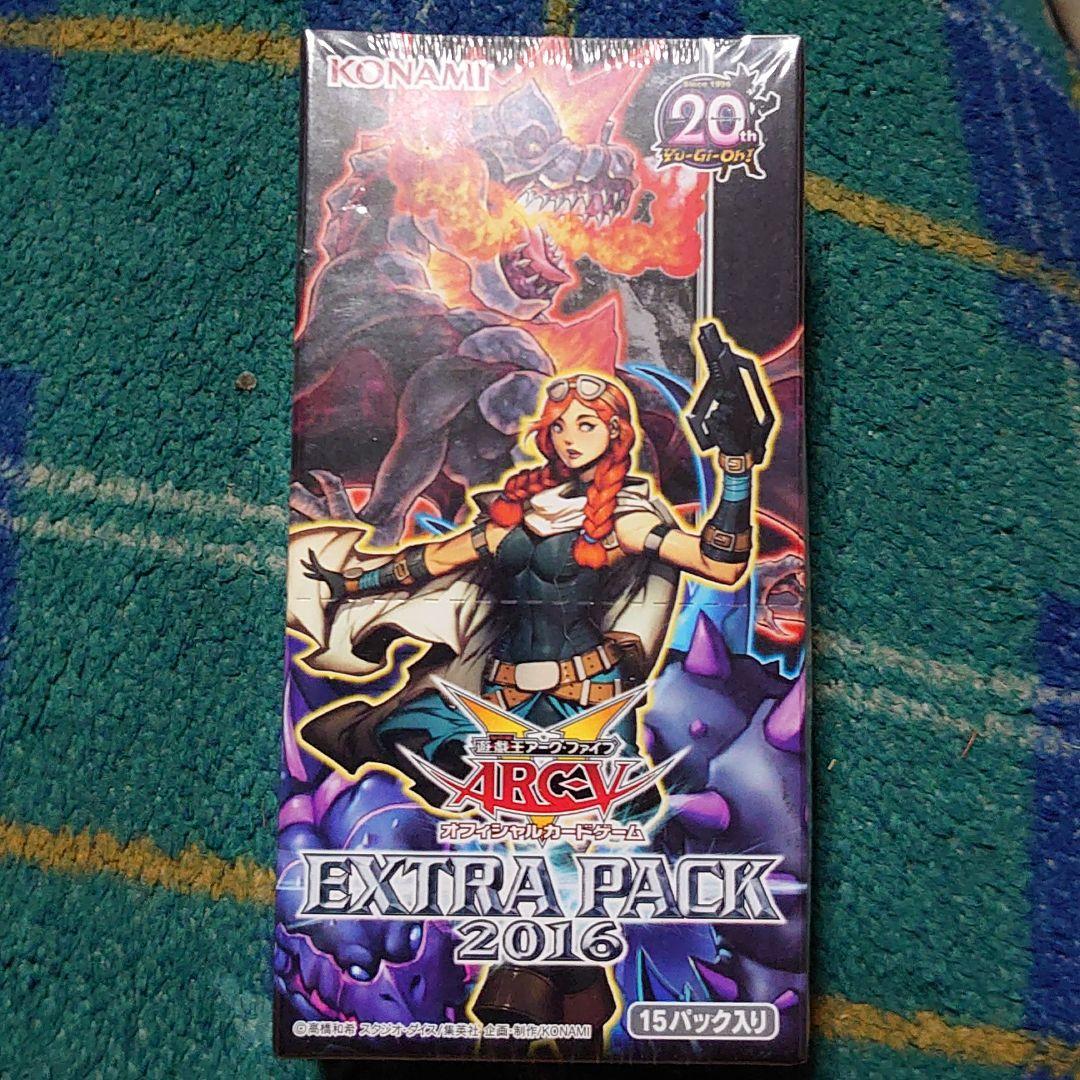 KONAMI
Since 1996
20th
Yu-Gi-Oh!
遊戯王アーク・ファイブ
ARC-V
オフィシャルカードゲーム
EXTRA PACK
2016
15パック入り
©高橋和希 スタジオ・ダイス/集英社 企画・制作/KONAMI